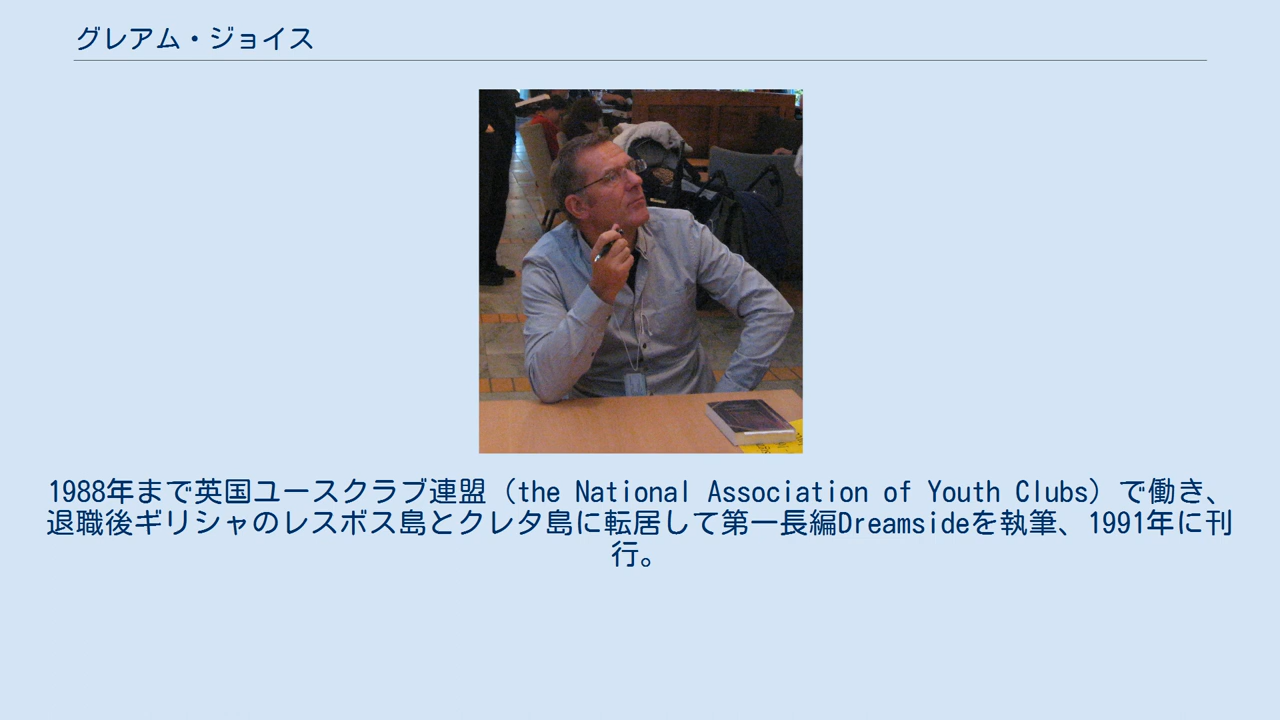 グレアム・ジョイス
1988年まで英国ユースクラブ連盟（the National Association of Youth Clubs）で働き、
退職後ギリシャのレスボス島とクレタ島に転居して第一長編Dreamsideを執筆、1991年に刊
行。